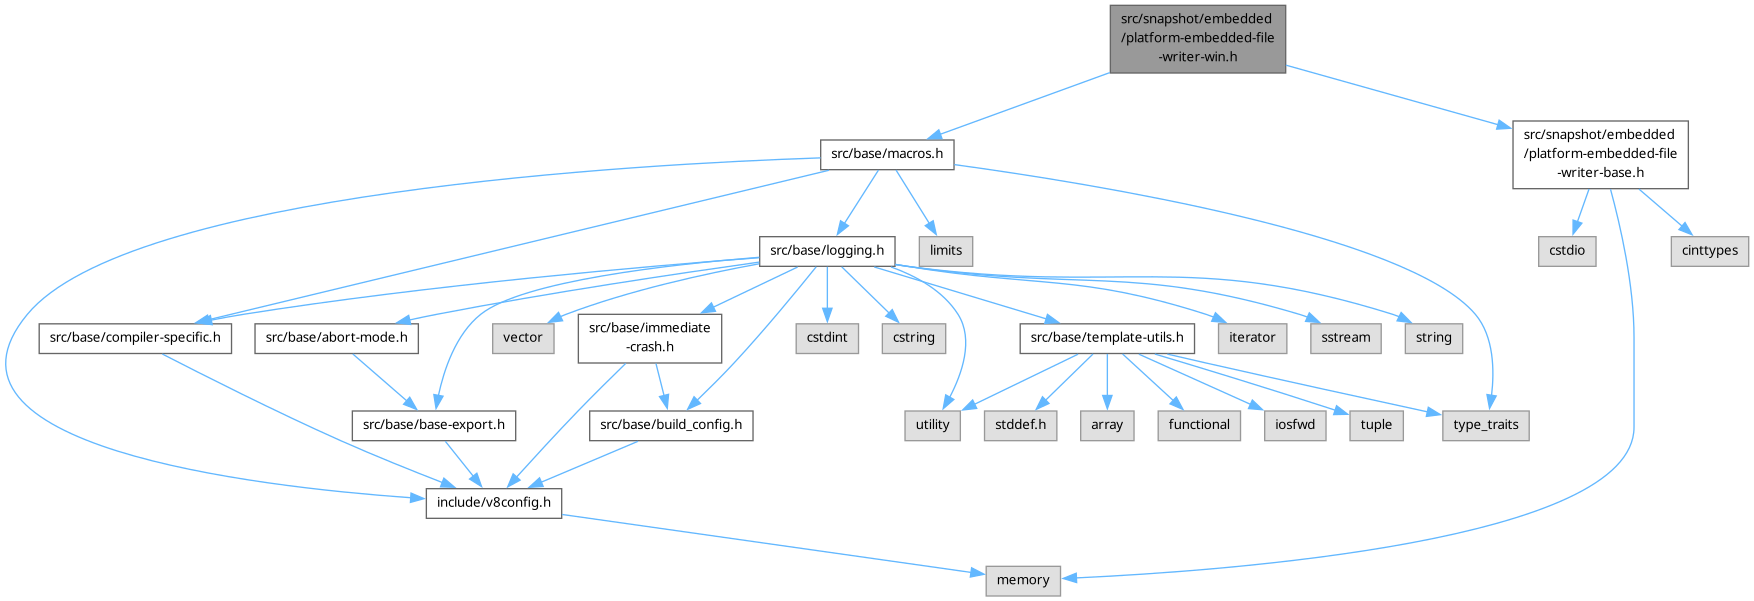 src/snapshot/embedded
/platform-embedded-file
-writer-win.h
src/snapshot/embedded
/platform-embedded-file
-writer-base.h
src/base/macros.h
src/base/logging.h
limits
cstdio
cinttypes
src/base/compiler-specific.h
src/base/abort-mode.h
vector
src/base/immediate
-crash.h
cstdint
cstring
src/base/template-utils.h
iterator
sstream
string
src/base/base-export.h
src/base/build_config.h
utility
stddef.h
array
functional
iosfwd
tuple
type_traits
include/v8config.h
memory